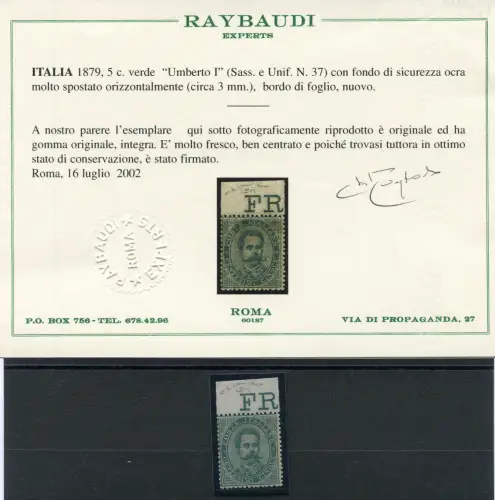 RAYBAUDI
EXPERTS
ITALIA 1879, 5 c. verde "Umberto I" (Sass. e Unif. N. 37) con fondo di sicurezza ocra
molto spostato orizzontalmente (circa 3 mm.), bordo di foglio, nuovo.
A nostro parere l'esemplare qui sotto fotograficamente riprodotto è originale ed ha
gomma originale, integra. E' molto fresco, ben centrato e poiché trovasi tuttora in ottimo
stato di conservazione, è stato firmato.
Roma, 16 luglio 2002
FR
RAYBAUDI EXPERTS
ROMA
P.O. BOX 756 - TEL. 678.42.96
ROMA
00187
VIA DI PROPAGANDA, 27
FR